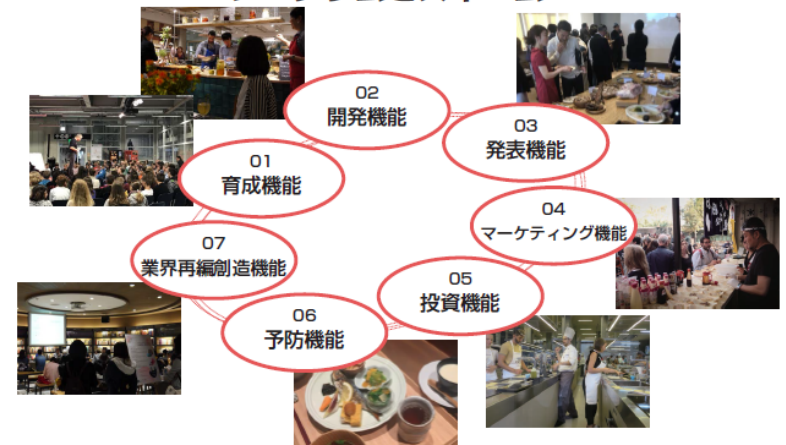 01
育成機能
02
開発機能
03
発表機能
04
マーケティング機能
05
投資機能
06
予防機能
07
業界再編創造機能